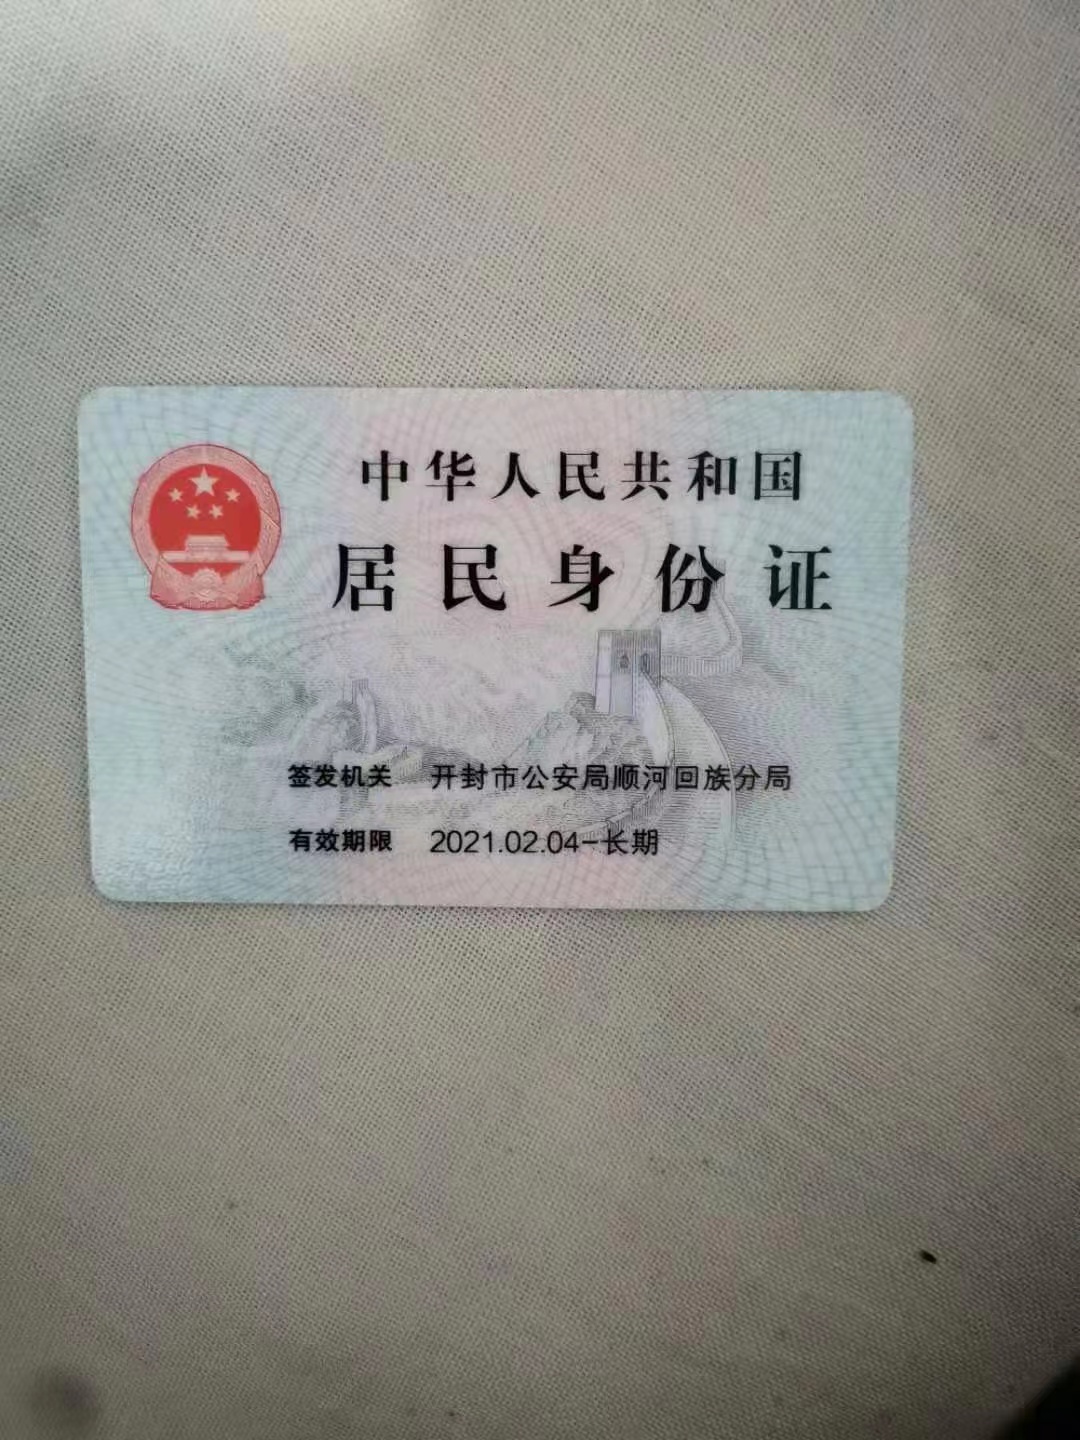 中华人民共和国
居民身份证
签发机关 开封市公安局顺河回族分局
有效期限 2021.02.04-长期